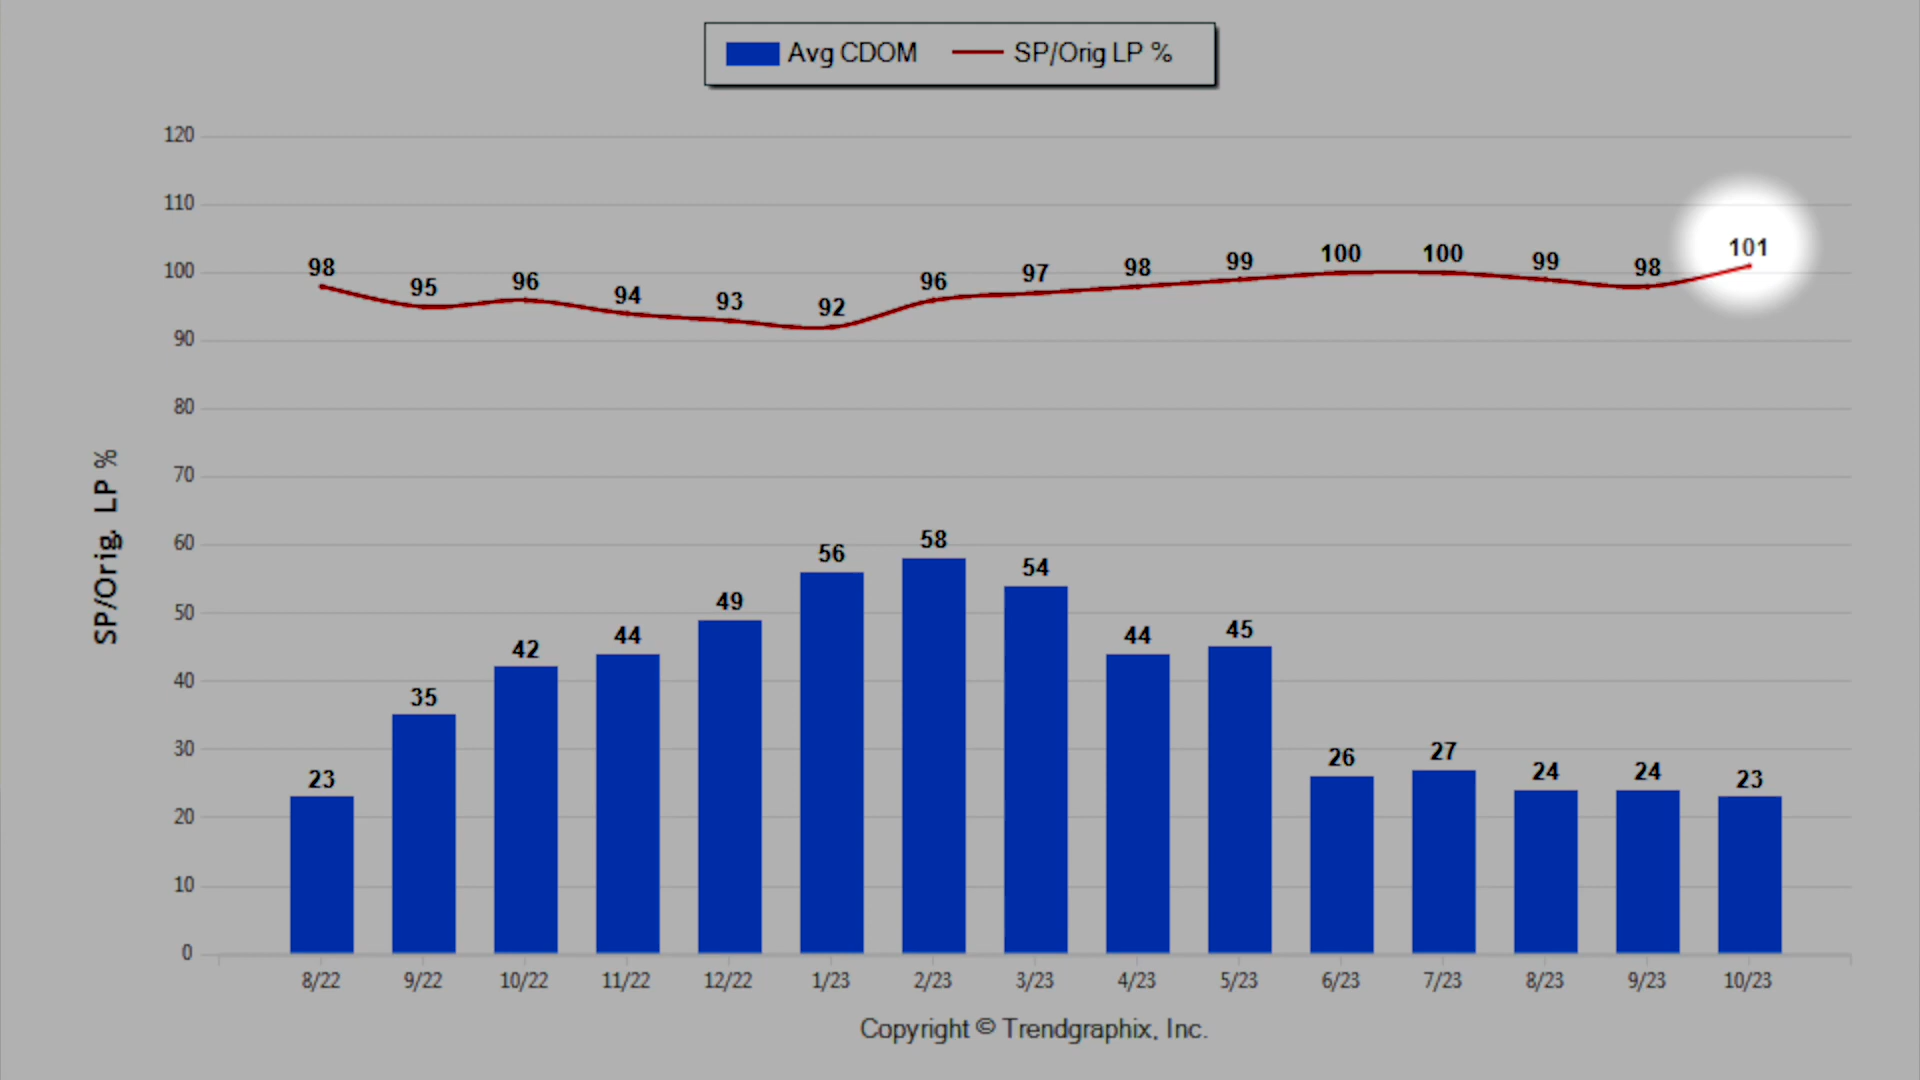 Avg CDOM SP/Orig LP %
120
110
100
90
80
70
60
50
40
30
20
10
0
SP/Orig. LP %
98 95 96 94 93 92 96 97 98 99 100 100 99 98 101
23 35 42 44 49 56 58 54 44 45 26 27 24 24 23
8/22 9/22 10/22 11/22 12/22 1/23 2/23 3/23 4/23 5/23 6/23 7/23 8/23 9/23 10/23
Copyright © Trendgraphix, Inc.